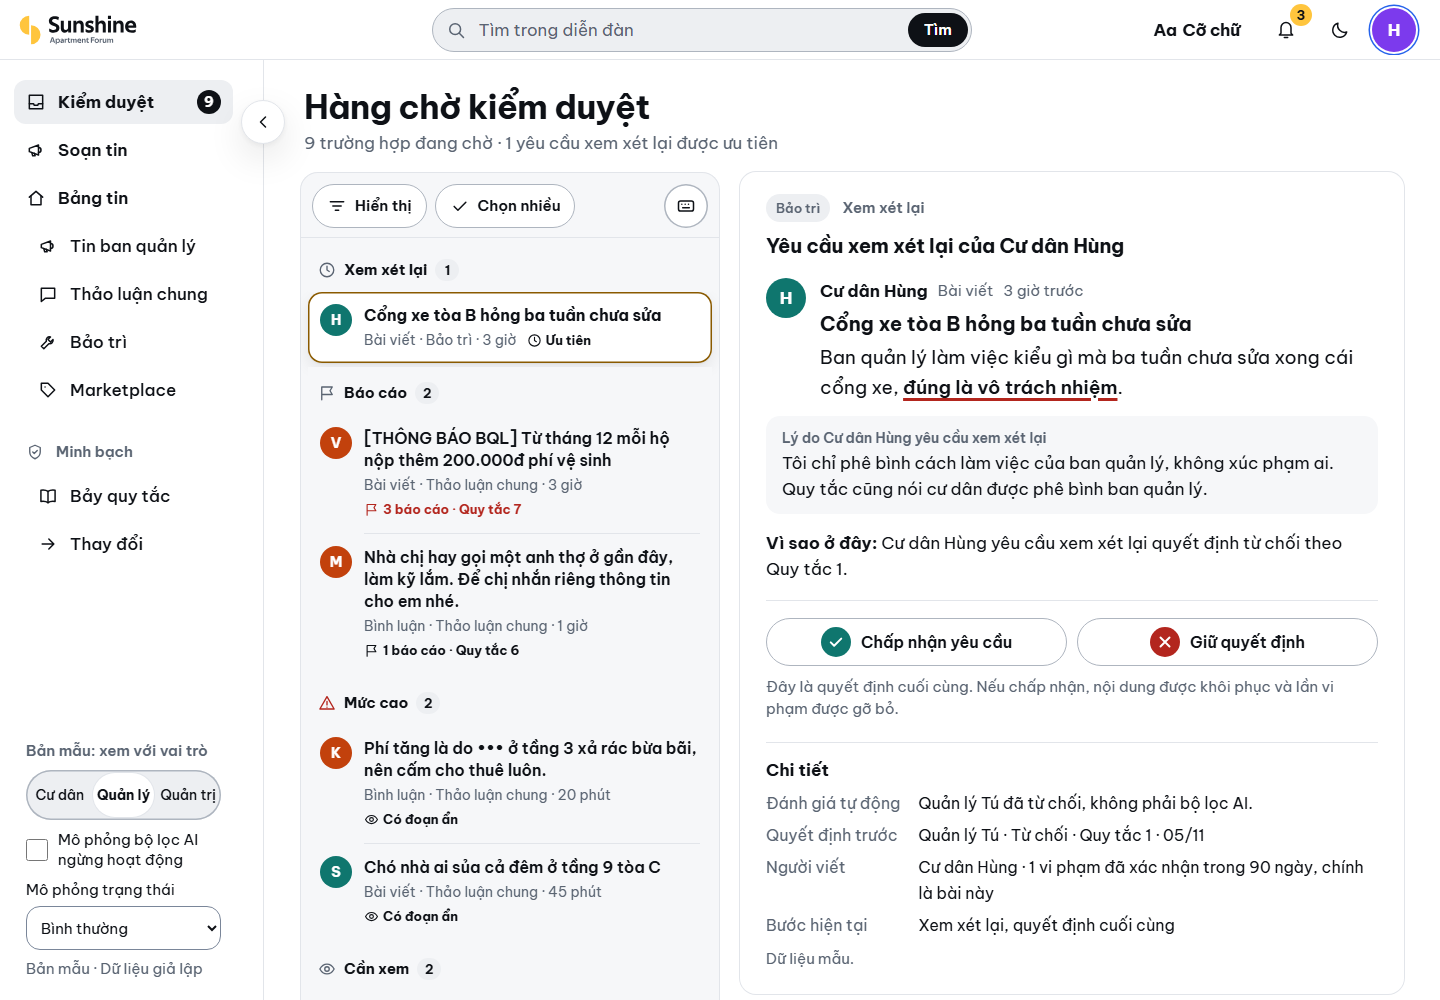 Sunshine
Apartment Forum
Tìm trong diễn đàn
Tìm
Aa Cỡ chữ
3
H
Kiểm duyệt
9
Soạn tin
Bảng tin
Tin ban quản lý
Thảo luận chung
Bảo trì
Marketplace
Minh bạch
Bảy quy tắc
Thay đổi
Bản mẫu: xem với vai trò
Cư dân
Quản lý
Quản trị
Mô phỏng bộ lọc AI
ngừng hoạt động
Mô phỏng trạng thái
Bình thường
Bản mẫu · Dữ liệu giả lập
Hàng chờ kiểm duyệt
9 trường hợp đang chờ · 1 yêu cầu xem xét lại được ưu tiên
Hiển thị
Chọn nhiều
Xem xét lại 1
H
Cổng xe tòa B hỏng ba tuần chưa sửa
Bài viết · Bảo trì · 3 giờ Ưu tiên
Báo cáo 2
V
[THÔNG BÁO BQL] Từ tháng 12 mỗi hộ
nộp thêm 200.000đ phí vệ sinh
Bài viết · Thảo luận chung · 3 giờ
3 báo cáo · Quy tắc 7
M
Nhà chị hay gọi một anh thợ ở gần đây,
làm kỹ lắm. Để chị nhắn riêng thông tin
cho em nhé.
Bình luận · Thảo luận chung · 1 giờ
1 báo cáo · Quy tắc 6
Mức cao 2
K
Phí tăng là do ••• ở tầng 3 xả rác bừa bãi,
nên cấm cho thuê luôn.
Bình luận · Thảo luận chung · 20 phút
Có đoạn ẩn
S
Chó nhà ai sủa cả đêm ở tầng 9 tòa C
Bài viết · Thảo luận chung · 45 phút
Có đoạn ẩn
Cần xem 2
Bảo trì Xem xét lại
Yêu cầu xem xét lại của Cư dân Hùng
H
Cư dân Hùng Bài viết 3 giờ trước
Cổng xe tòa B hỏng ba tuần chưa sửa
Ban quản lý làm việc kiểu gì mà ba tuần chưa sửa xong cái
cổng xe, đúng là vô trách nhiệm.
Lý do Cư dân Hùng yêu cầu xem xét lại
Tôi chỉ phê bình cách làm việc của ban quản lý, không xúc phạm ai.
Quy tắc cũng nói cư dân được phê bình ban quản lý.
Vì sao ở đây: Cư dân Hùng yêu cầu xem xét lại quyết định từ chối theo
Quy tắc 1.
Chấp nhận yêu cầu
Giữ quyết định
Đây là quyết định cuối cùng. Nếu chấp nhận, nội dung được khôi phục và lần vi
phạm được gỡ bỏ.
Chi tiết
Đánh giá tự động Quản lý Tú đã từ chối, không phải bộ lọc AI.
Quyết định trước Quản lý Tú · Từ chối · Quy tắc 1 · 05/11
Người viết Cư dân Hùng · 1 vi phạm đã xác nhận trong 90 ngày, chính
là bài này
Bước hiện tại Xem xét lại, quyết định cuối cùng
Dữ liệu mẫu.